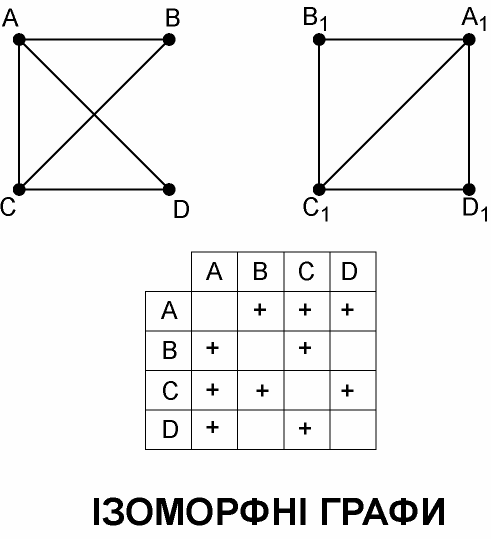 A B B₁ A₁
C D C₁ D₁
A B C D
A + + +
B + +
C + + +
D + +
ІЗОМОРФНІ ГРАФИ